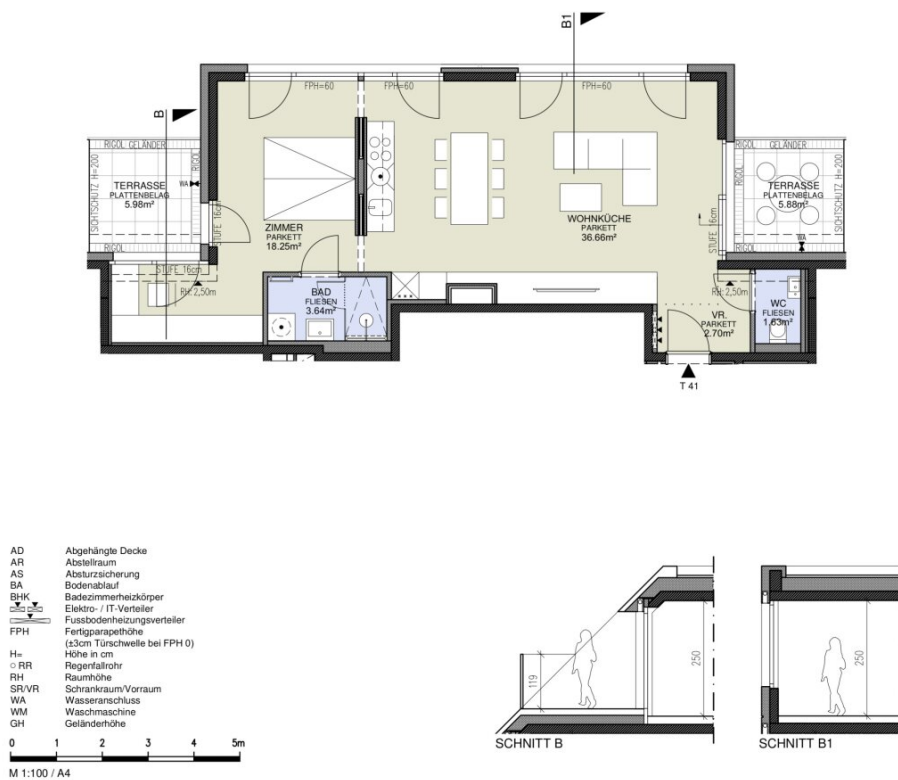 B1
FPH=60
FPH=60
FPH=60
B
RIGOL GELÄNDER
RIGOL
SICHTSCHUTZ H=200
WA
TERRASSE
PLATTENBELAG
5.98m²
RIGOL
STUFE 16cm
STUFE 16cm
RH: 2,50m
ZIMMER
PARKETT
18.25m²
BAD
FLIESEN
3.64m²
WOHNKÜCHE
PARKETT
36.66m²
STUFE 16cm
RIGOL GELÄNDER
RIGOL
TERRASSE
PLATTENBELAG
5.88m²
SICHTSCHUTZ H=200
WA
RIGOL
RH: 2,50m
VR.
PARKETT
2.70m²
WC
FLIESEN
1.63m²
T 41
AD Abgehängte Decke
AR Abstellraum
AS Absturzsicherung
BA Bodenablauf
BHK Badezimmerheizkörper
Elektro- / IT-Verteiler
Fussbodenheizungsverteiler
FPH Fertigparapethöhe
(±3cm Türschwelle bei FPH 0)
H= Höhe in cm
○ RR Regenfallrohr
RH Raumhöhe
SR/VR Schrankraum/Vorraum
WA Wasseranschluss
WM Waschmaschine
GH Geländerhöhe
0 1 2 3 4 5m
M 1:100 / A4
119
250
SCHNITT B
250
SCHNITT B1